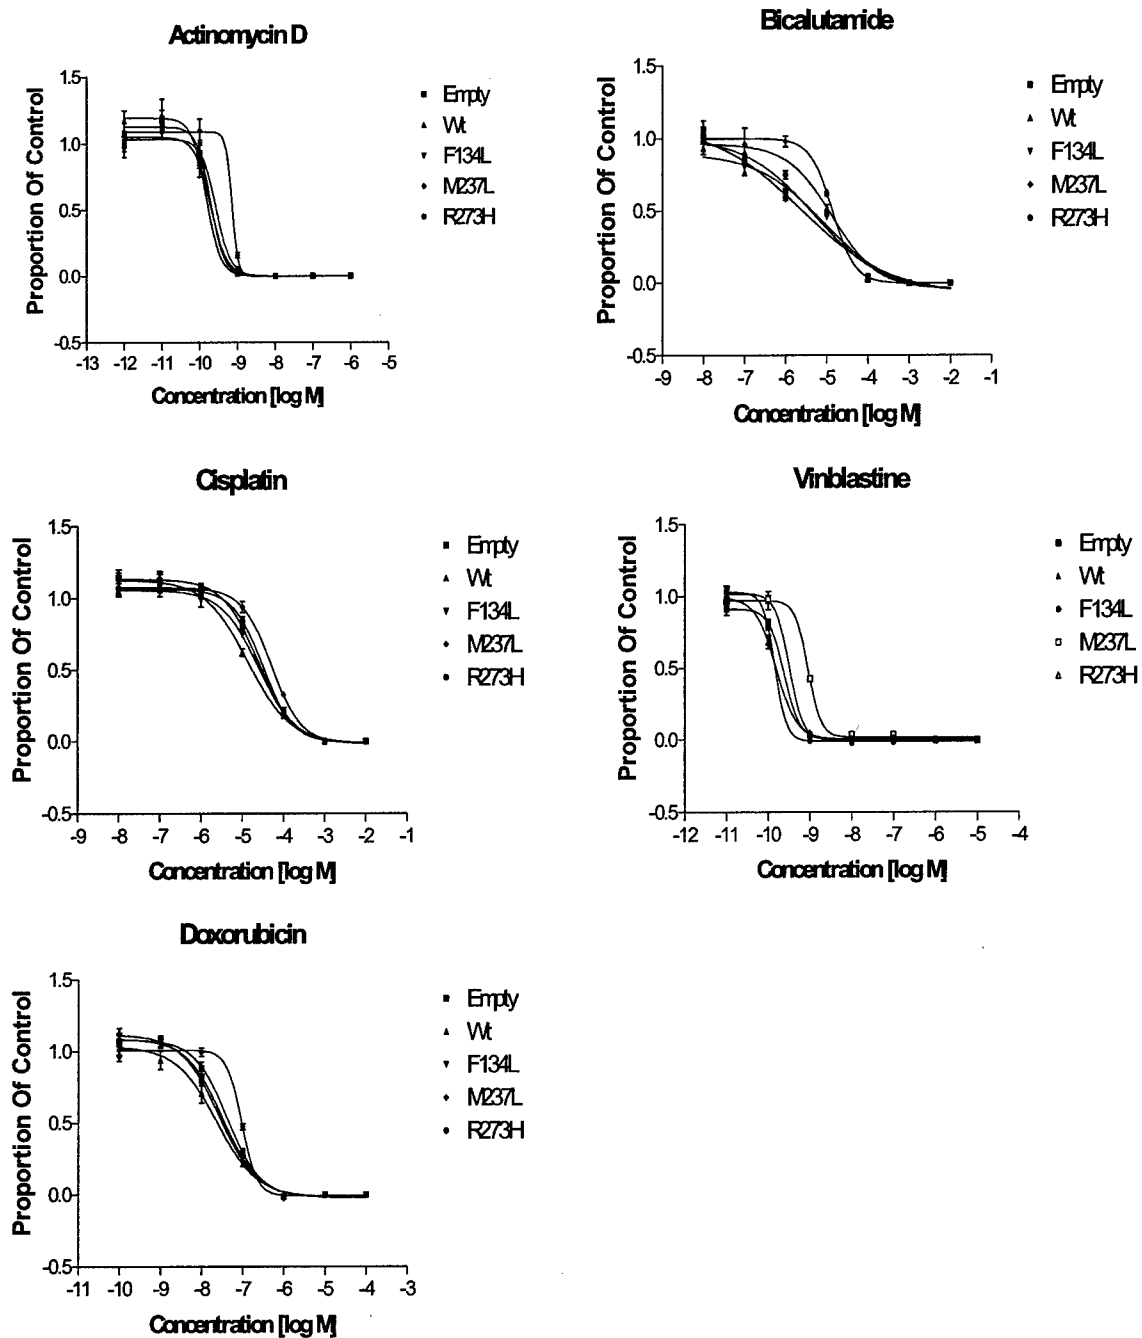 Actinomycin D
1.5
1.0
0.5
0.0
-0.5
Proportion Of Control
-13 -12 -11 -10 -9 -8 -7 -6 -5
Concentration [log M]
Empty
Wt
F134L
M237L
R273H
Bicalutamide
1.5
1.0
0.5
0.0
-0.5
Proportion Of Control
-9 -8 -7 -6 -5 -4 -3 -2 -1
Concentration [log M]
Empty
Wt
F134L
M237L
R273H
Cisplatin
1.5
1.0
0.5
0.0
-0.5
Proportion Of Control
-9 -8 -7 -6 -5 -4 -3 -2 -1
Concentration [log M]
Empty
Wt
F134L
M237L
R273H
Vinblastine
1.5
1.0
0.5
0.0
-0.5
Proportion Of Control
-12 -11 -10 -9 -8 -7 -6 -5 -4
Concentration [log M]
Empty
Wt
F134L
M237L
R273H
Doxorubicin
1.5
1.0
0.5
0.0
-0.5
Proportion Of Control
-11 -10 -9 -8 -7 -6 -5 -4 -3
Concentration [log M]
Empty
Wt
F134L
M237L
R273H